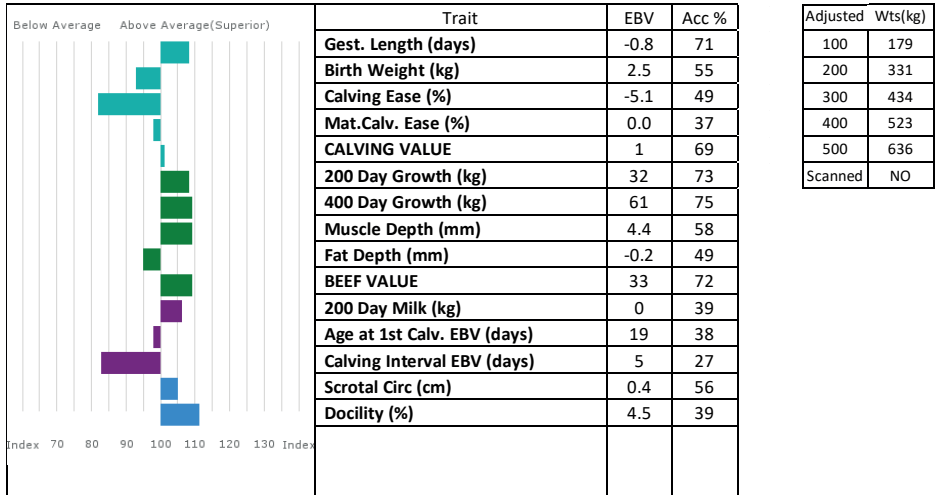 Below Average Above Average(Superior)
Trait EBV Acc %
Gest. Length (days) -0.8 71
Birth Weight (kg) 2.5 55
Calving Ease (%) -5.1 49
Mat.Calv. Ease (%) 0.0 37
CALVING VALUE 1 69
200 Day Growth (kg) 32 73
400 Day Growth (kg) 61 75
Muscle Depth (mm) 4.4 58
Fat Depth (mm) -0.2 49
BEEF VALUE 33 72
200 Day Milk (kg) 0 39
Age at 1st Calv. EBV (days) 19 38
Calving Interval EBV (days) 5 27
Scrotal Circ (cm) 0.4 56
Docility (%) 4.5 39
Index 70 80 90 100 110 120 130 Index
Adjusted Wts(kg)
100 179
200 331
300 434
400 523
500 636
Scanned NO